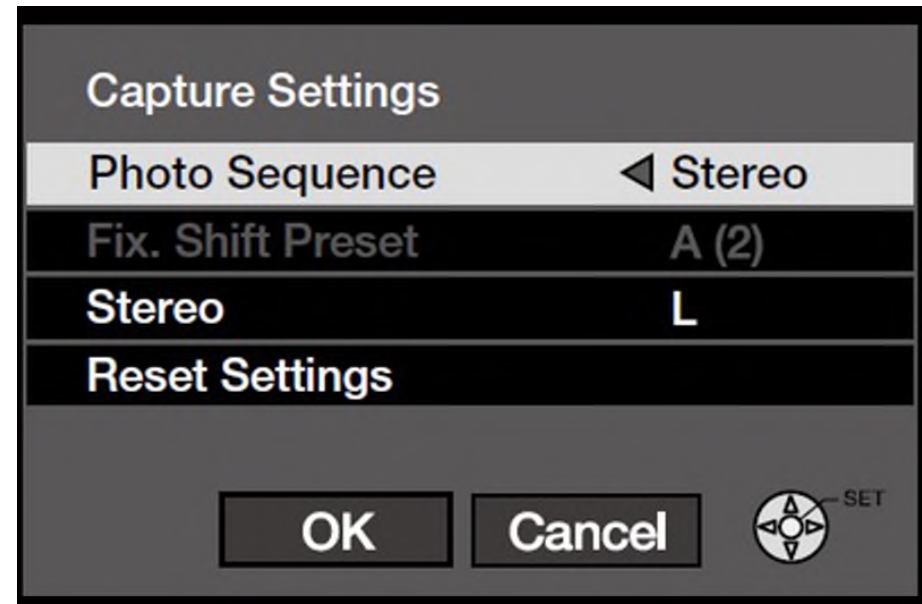 Capture Settings
Photo Sequence Stereo
Fix. Shift Preset A (2)
Stereo L
Reset Settings
OK Cancel SET